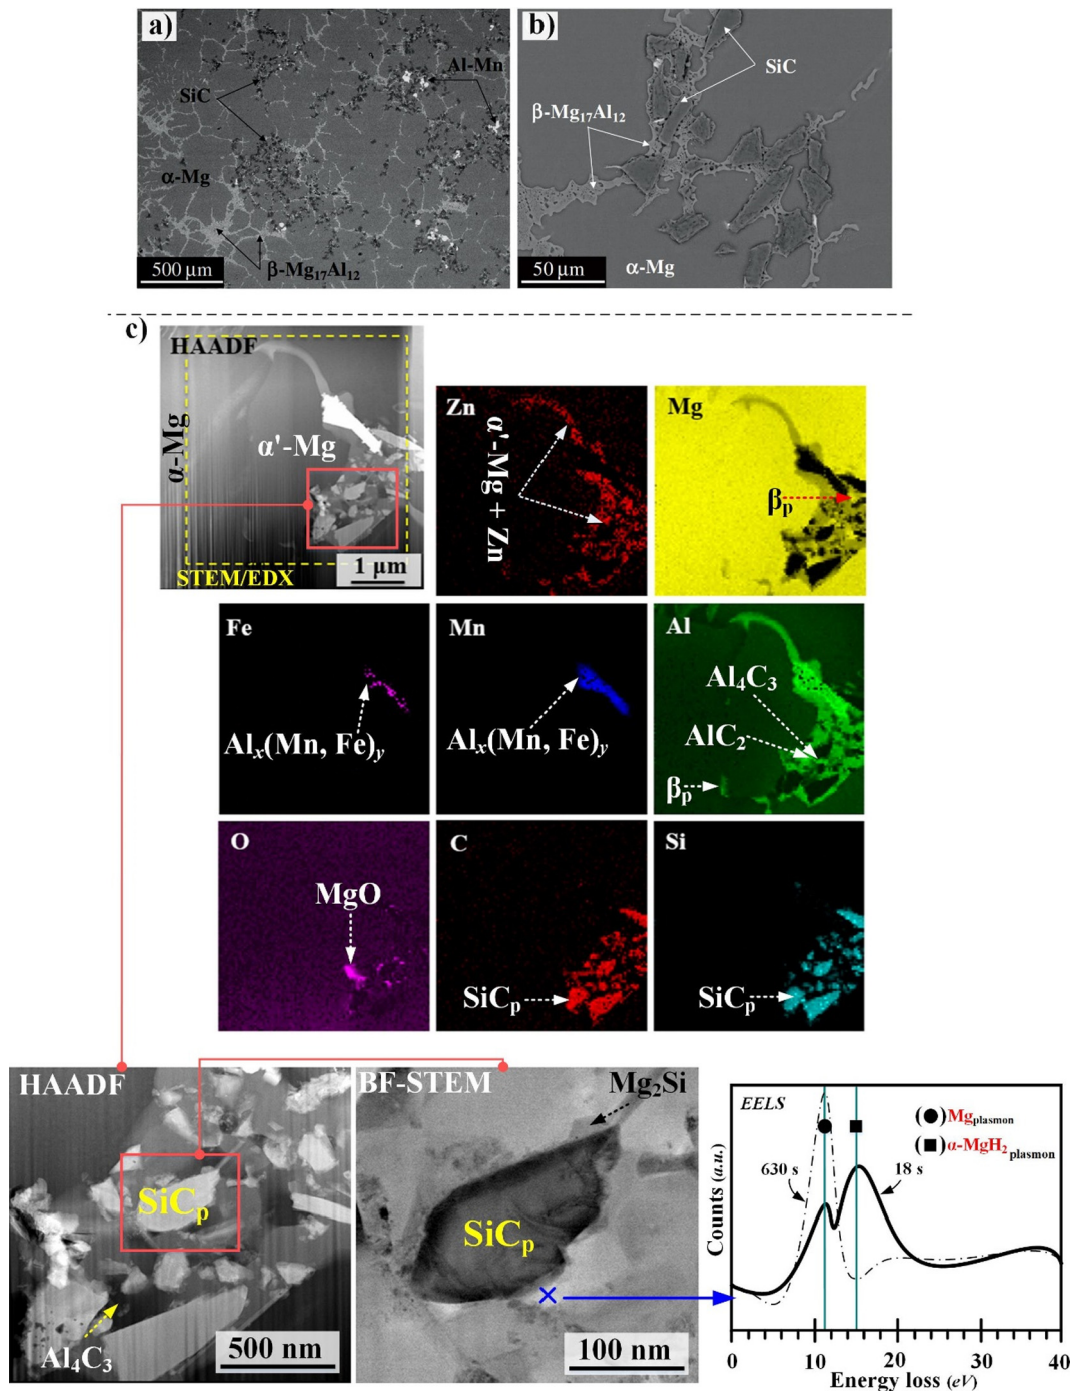 a)
SiC
Al-Mn
α-Mg
β-Mg17Al12
500 µm
b)
SiC
β-Mg17Al12
α-Mg
50 µm
c)
HAADF
α-Mg
α'-Mg
STEM/EDX
1 µm
Zn
α'-Mg + Zn
Mg
βp
Fe
Alx(Mn, Fe)y
Mn
Alx(Mn, Fe)y
Al
Al4C3
AlC2
βp
O
MgO
C
SiCp
Si
SiCp
HAADF
SiCp
Al4C3
500 nm
BF-STEM
Mg2Si
SiCp
100 nm
EELS
(●)Mgplasmon
(■)α-MgH2 plasmon
630 s
18 s
Counts (a.u.)
0 10 20 30 40
Energy loss (eV)